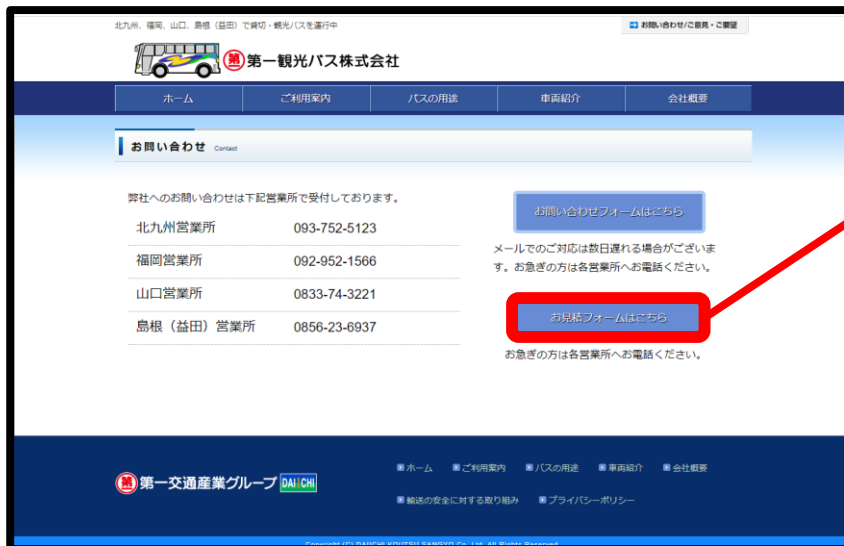 北九州、福岡、山口、島根（益田）で貸切・観光バスを運行中
お問い合わせ/ご意見・ご要望
第 第一観光バス株式会社
ホーム ご利用案内 バスの用途 車両紹介 会社概要
お問い合わせ Contact
弊社へのお問い合わせは下記営業所で受付しております。
北九州営業所 093-752-5123
福岡営業所 092-952-1566
山口営業所 0833-74-3221
島根（益田）営業所 0856-23-6937
お問い合わせフォームはこちら
メールでのご対応は数日遅れる場合がございま
す。お急ぎの方は各営業所へお電話ください。
お見積フォームはこちら
お急ぎの方は各営業所へお電話ください。
第 第一交通産業グループ DAIICHI
ホーム ご利用案内 バスの用途 車両紹介 会社概要
輸送の安全に対する取り組み プライバシーポリシー
Copyright (C) DAIICHI KOUTSU SANGYO Co.,Ltd. All Rights Reserved.